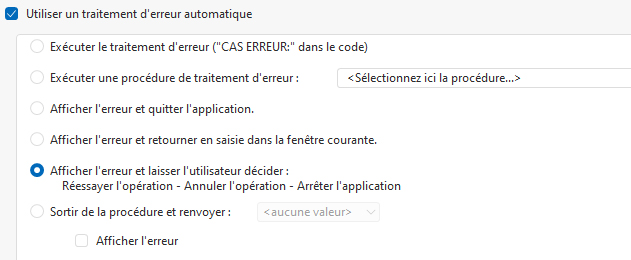 Utiliser un traitement d'erreur automatique
Exécuter le traitement d'erreur ("CAS ERREUR:" dans le code)
Exécuter une procédure de traitement d'erreur : <Sélectionnez ici la procédure...>
Afficher l'erreur et quitter l'application.
Afficher l'erreur et retourner en saisie dans la fenêtre courante.
Afficher l'erreur et laisser l'utilisateur décider :
Réessayer l'opération - Annuler l'opération - Arrêter l'application
Sortir de la procédure et renvoyer : <aucune valeur>
Afficher l'erreur